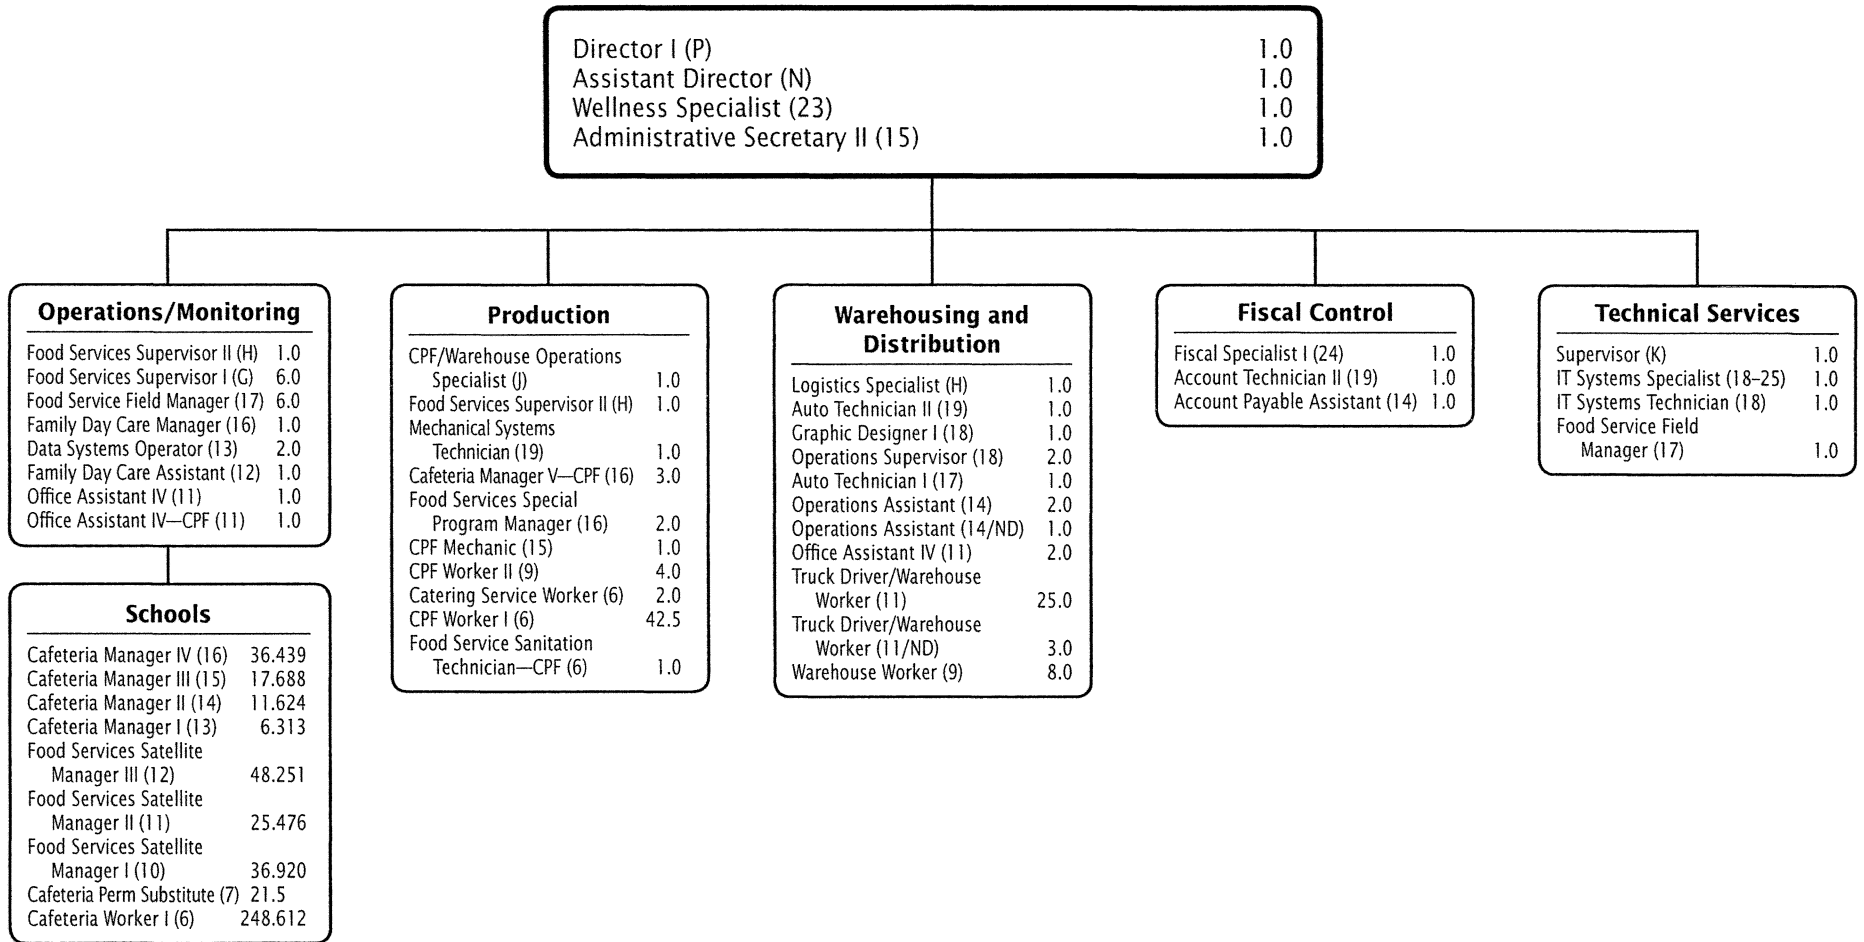 Director I (P) 1.0
Assistant Director (N) 1.0
Wellness Specialist (23) 1.0
Administrative Secretary II (15) 1.0
Operations/Monitoring
Food Services Supervisor II (H) 1.0
Food Services Supervisor I (G) 6.0
Food Service Field Manager (17) 6.0
Family Day Care Manager (16) 1.0
Data Systems Operator (13) 2.0
Family Day Care Assistant (12) 1.0
Office Assistant IV (11) 1.0
Office Assistant IV—CPF (11) 1.0
Schools
Cafeteria Manager IV (16) 36.439
Cafeteria Manager III (15) 17.688
Cafeteria Manager II (14) 11.624
Cafeteria Manager I (13) 6.313
Food Services Satellite
Manager III (12) 48.251
Food Services Satellite
Manager II (11) 25.476
Food Services Satellite
Manager I (10) 36.920
Cafeteria Perm Substitute (7) 21.5
Cafeteria Worker I (6) 248.612
Production
CPF/Warehouse Operations
Specialist (J) 1.0
Food Services Supervisor II (H) 1.0
Mechanical Systems
Technician (19) 1.0
Cafeteria Manager V—CPF (16) 3.0
Food Services Special
Program Manager (16) 2.0
CPF Mechanic (15) 1.0
CPF Worker II (9) 4.0
Catering Service Worker (6) 2.0
CPF Worker I (6) 42.5
Food Service Sanitation
Technician—CPF (6) 1.0
Warehousing and
Distribution
Logistics Specialist (H) 1.0
Auto Technician II (19) 1.0
Graphic Designer I (18) 1.0
Operations Supervisor (18) 2.0
Auto Technician I (17) 1.0
Operations Assistant (14) 2.0
Operations Assistant (14/ND) 1.0
Office Assistant IV (11) 2.0
Truck Driver/Warehouse
Worker (11) 25.0
Truck Driver/Warehouse
Worker (11/ND) 3.0
Warehouse Worker (9) 8.0
Fiscal Control
Fiscal Specialist I (24) 1.0
Account Technician II (19) 1.0
Account Payable Assistant (14) 1.0
Technical Services
Supervisor (K) 1.0
IT Systems Specialist (18–25) 1.0
IT Systems Technician (18) 1.0
Food Service Field
Manager (17) 1.0